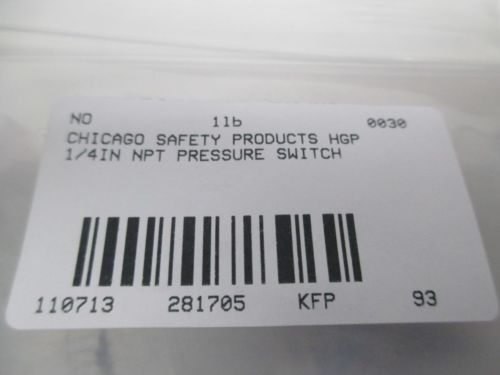 NO 11b 0030
CHICAGO SAFETY PRODUCTS HGP
1/4IN NPT PRESSURE SWITCH
110713 281705 KFP 93